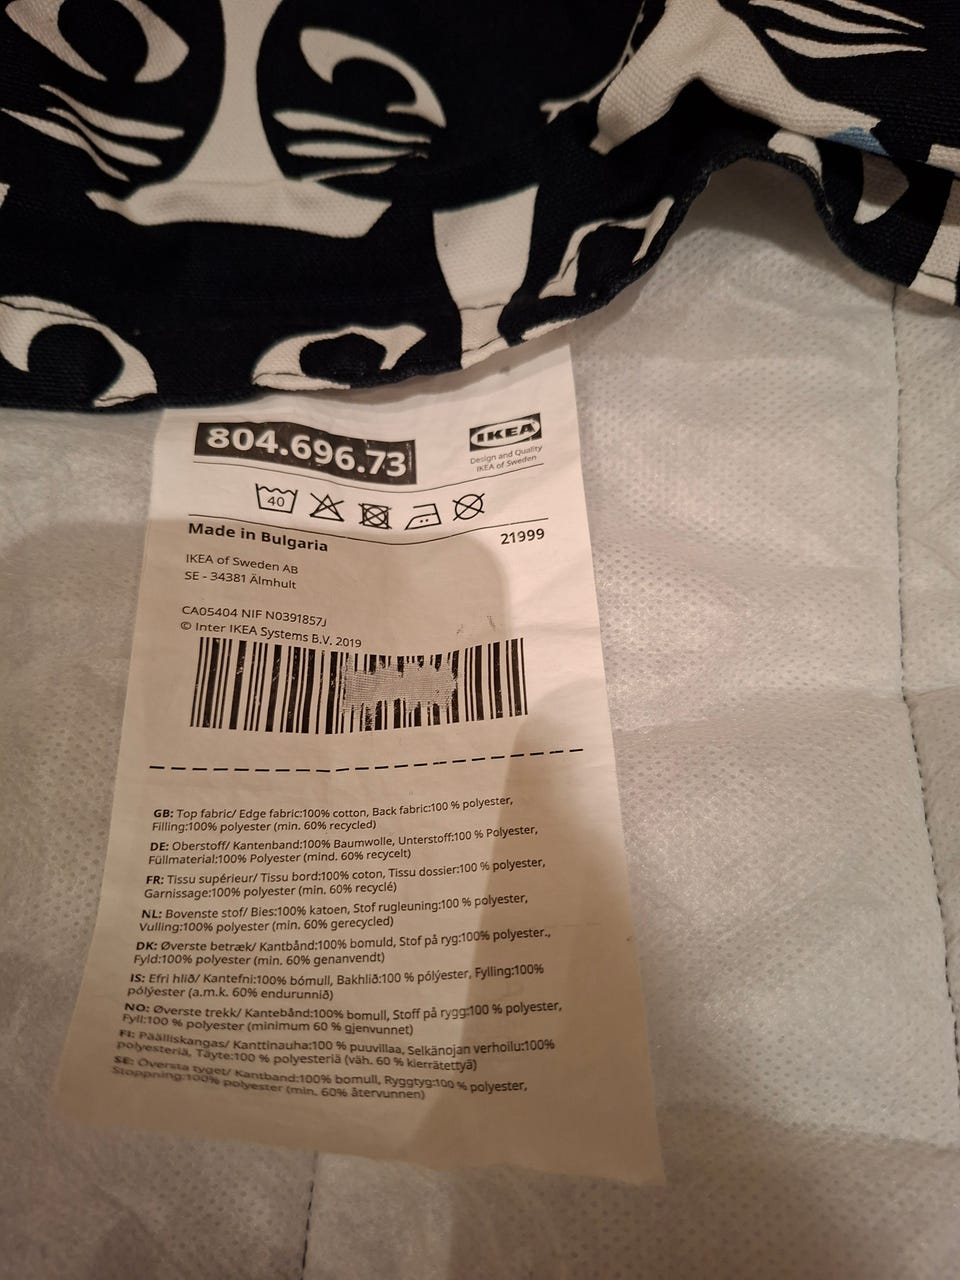 804.696.73
IKEA
Design and Quality
IKEA of Sweden
40
Made in Bulgaria
21999
IKEA of Sweden AB
SE - 34381 Älmhult
CA05404 NIF N0391857J
© Inter IKEA Systems B.V. 2019
GB: Top fabric/ Edge fabric:100% cotton, Back fabric:100 % polyester,
Filling:100% polyester (min. 60% recycled)
DE: Oberstoff/ Kantenband:100% Baumwolle, Unterstoff:100 % Polyester,
Füllmaterial:100% Polyester (mind. 60% recycelt)
FR: Tissu supérieur/ Tissu bord:100% coton, Tissu dossier:100 % polyester,
Garnissage:100% polyester (min. 60% recyclé)
NL: Bovenste stof/ Bies:100% katoen, Stof rugleuning:100 % polyester,
Vulling:100% polyester (min. 60% gerecycled)
DK: Øverste betræk/ Kantbånd:100% bomuld, Stof på ryg:100% polyester.,
Fyld:100% polyester (min. 60% genanvendt)
IS: Efri hlið/ Kantefni:100% bómull, Bakhlið:100 % pólýester, Fylling:100%
pólýester (a.m.k. 60% endurunnið)
NO: Øverste trekk/ Kantebånd:100% bomull, Stoff på rygg:100 % polyester,
Fyll:100 % polyester (minimum 60 % gjenvunnet)
FI: Päälliskangas/ Kanttinauha:100 % puuvillaa, Selkänojan verhoilu:100%
polyesteriä, Täyte:100 % polyesteriä (väh. 60 % kierrätettyä)
SE: Översta tyget/ Kantband:100% bomull, Ryggtyg:100 % polyester,
Stoppning:100% polyester (min. 60% återvunnen)